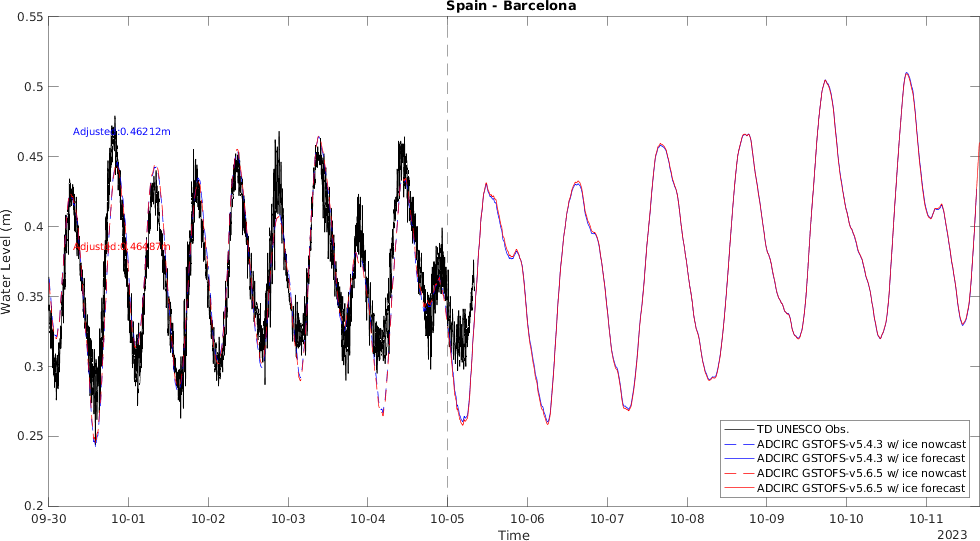 Spain - Barcelona
0.55
0.5
0.45
0.4
0.35
0.3
0.25
0.2
Water Level (m)
Adjusted:0.46212m
Adjusted:0.46487m
TD UNESCO Obs.
ADCIRC GSTOFS-v5.4.3 w/ ice nowcast
ADCIRC GSTOFS-v5.4.3 w/ ice forecast
ADCIRC GSTOFS-v5.6.5 w/ ice nowcast
ADCIRC GSTOFS-v5.6.5 w/ ice forecast
09-30 10-01 10-02 10-03 10-04 10-05 10-06 10-07 10-08 10-09 10-10 10-11
Time
2023